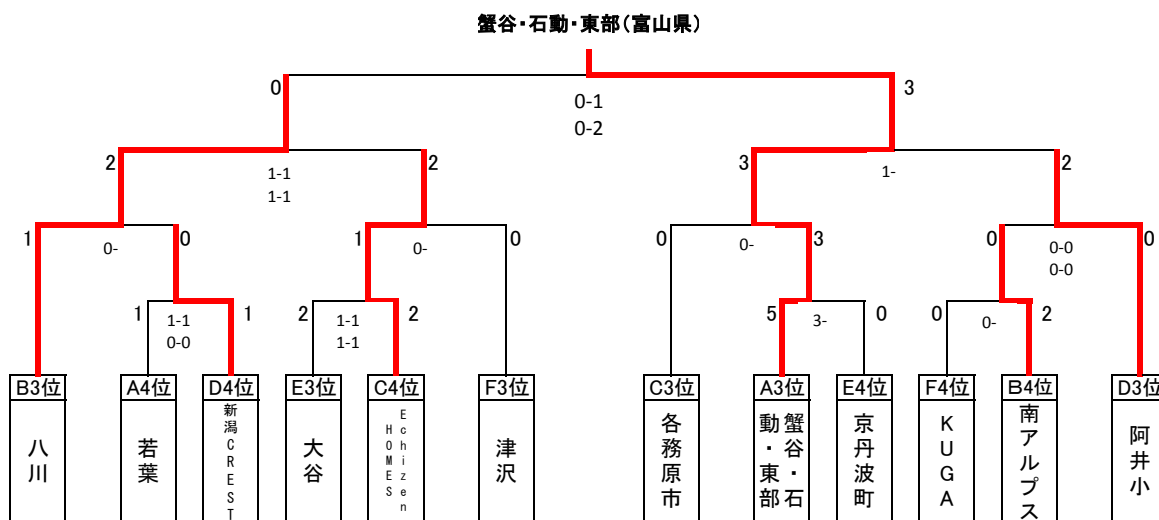 蟹谷・石動・東部(富山県)
0 3
0-1
0-2
2 2 3 2
1-1 1-
1-1
1 0 1 0 0 3 0 0
0- 0- 0- 0-0
0-0
1 1 2 2 5 0 0 2
1-1 1-1 3- 0-
0-0 1-1
B3位 A4位 D4位 E3位 C4位 F3位 C3位 A3位 E4位 F4位 B4位 D3位
八川
若葉
新潟CREST
大谷
Echizen
HOMES
津沢
各務原市
蟹谷・石
動・東部
京丹波町
KUGA
南アルプス
阿井小